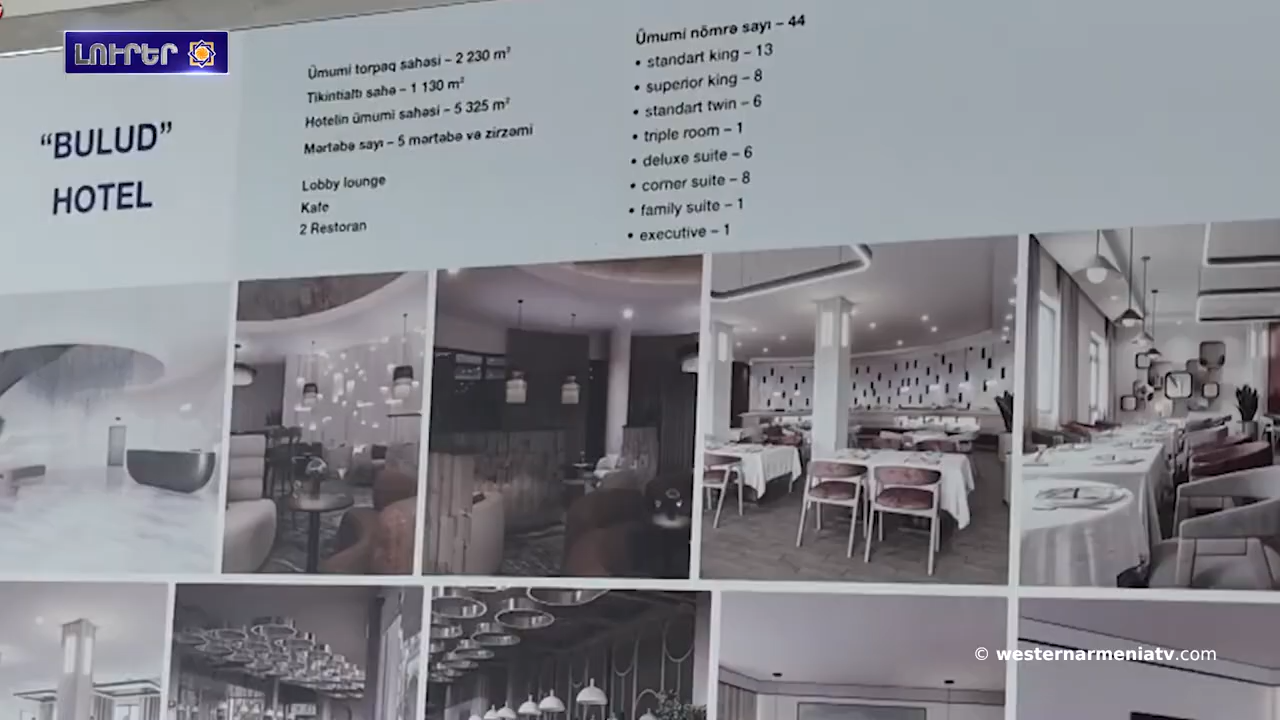 ԼՈՒՐԵՐ
“BULUD”
HOTEL
Ümumi torpaq sahəsi – 2 230 m²
Tikintialtı sahə – 1 130 m²
Hotelin ümumi sahəsi – 5 325 m²
Mərtəbə sayı – 5 mərtəbə və zirzəmi
Lobby lounge
Kafe
2 Restoran
Ümumi nömrə sayı – 44
• standart king – 13
• superior king – 8
• standart twin – 6
• triple room – 1
• deluxe suite – 6
• corner suite – 8
• family suite – 1
• executive – 1
© westernarmeniatv.com